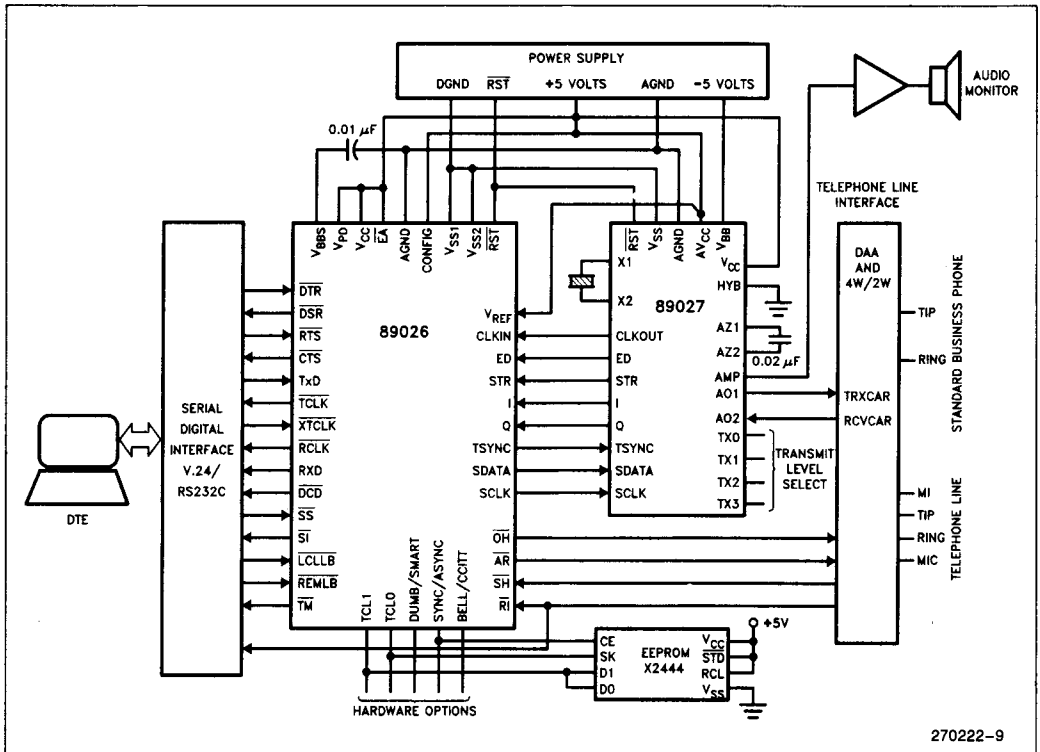 POWER SUPPLY
DGND RST +5 VOLTS AGND -5 VOLTS
AUDIO
MONITOR
0.01 µF
TELEPHONE LINE
INTERFACE
VBBS
VPD
VCC
EA
AGND
CONFIG
VSS1
VSS2
RST
89026
DTR
DSR
RTS
CTS
TxD
TCLK
XTCLK
RCLK
RXD
DCD
SS
SI
LCLLB
REMLB
TM
VREF
CLKIN
ED
STR
I
Q
TSYNC
SDATA
SCLK
OH
AR
SH
RI
TCL1
TCL0
DUMB/SMART
SYNC/ASYNC
BELL/CCITT
HARDWARE OPTIONS
SERIAL
DIGITAL
INTERFACE
V.24/
RS232C
DTE
RST
VSS
AGND
AVCC
VBB
X1
X2
89027
CLKOUT
ED
STR
I
Q
TSYNC
SDATA
SCLK
VCC
HYB
AZ1
AZ2
0.02 µF
AMP
AO1
AO2
TX0
TX1
TX2
TX3
TRANSMIT
LEVEL
SELECT
DAA
AND
4W/2W
TRXCAR
RCVCAR
TIP
RING
STANDARD BUSINESS PHONE
MI
TIP
RING
MIC
TELEPHONE LINE
CE
SK
D1
D0
EEPROM
X2444
VCC
STD
RCL
VSS
+5V
270222-9